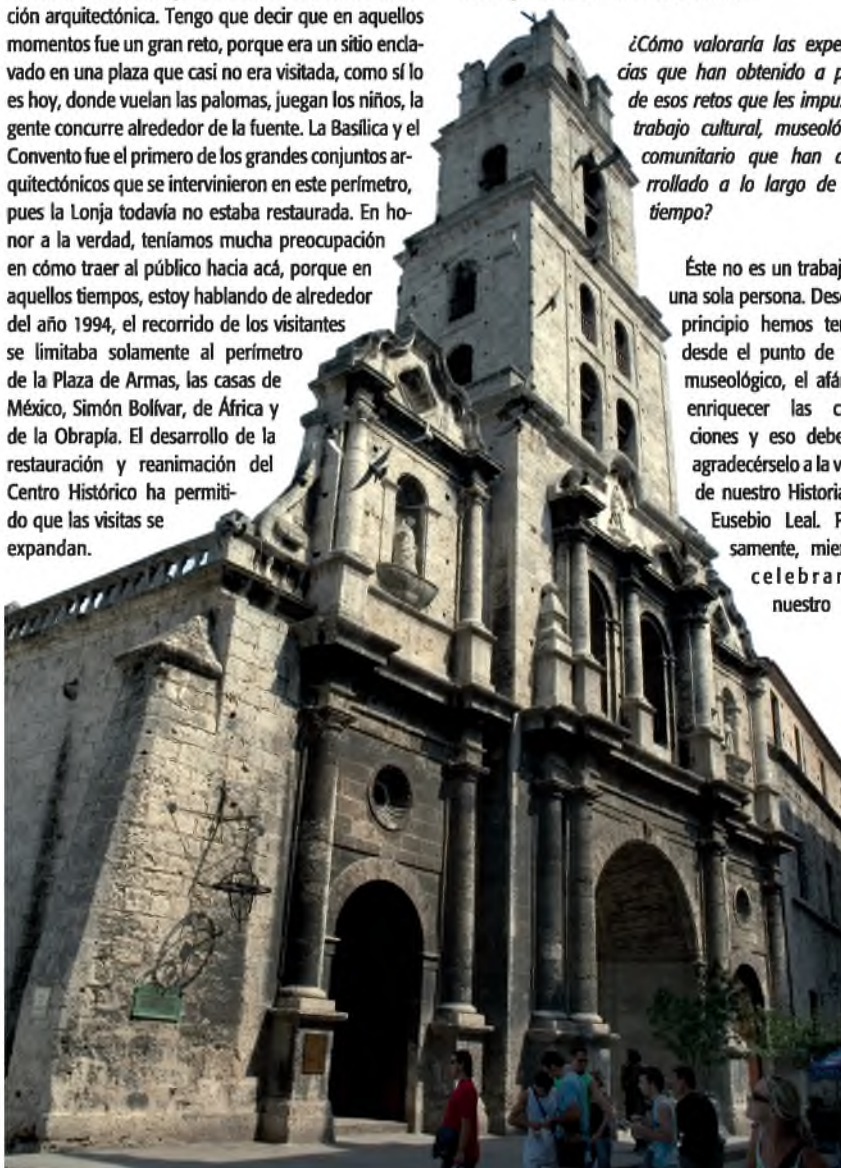 ción arquitectónica. Tengo que decir que en aquellos
momentos fue un gran reto, porque era un sitio encla-
vado en una plaza que casi no era visitada, como sí lo
es hoy, donde vuelan las palomas, juegan los niños, la
gente concurre alrededor de la fuente. La Basílica y el
Convento fue el primero de los grandes conjuntos ar-
quitectónicos que se intervinieron en este perímetro,
pues la Lonja todavía no estaba restaurada. En ho-
nor a la verdad, teníamos mucha preocupación
en cómo traer al público hacia acá, porque en
aquellos tiempos, estoy hablando de alrededor
del año 1994, el recorrido de los visitantes
se limitaba solamente al perímetro
de la Plaza de Armas, las casas de
México, Simón Bolívar, de África y
de la Obrapía. El desarrollo de la
restauración y reanimación del
Centro Histórico ha permiti-
do que las visitas se
expandan.
¿Cómo valoraría las expe
cias que han obtenido a p
de esos retos que les impu
trabajo cultural, museoló
comunitario que han d
rrollado a lo largo de
tiempo?
Éste no es un trabaj
una sola persona. Des
principio hemos te
desde el punto de
museológico, el afá
enriquecer las c
ciones y eso debe
agradecérselo a la v
de nuestro Historia
Eusebio Leal. P
samente, mie
celebra
nuestro